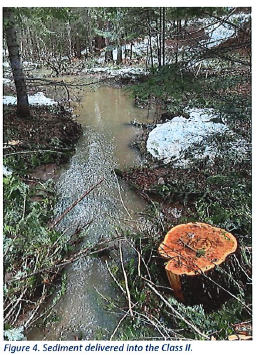 Figure 4. Sediment delivered into the Class II.